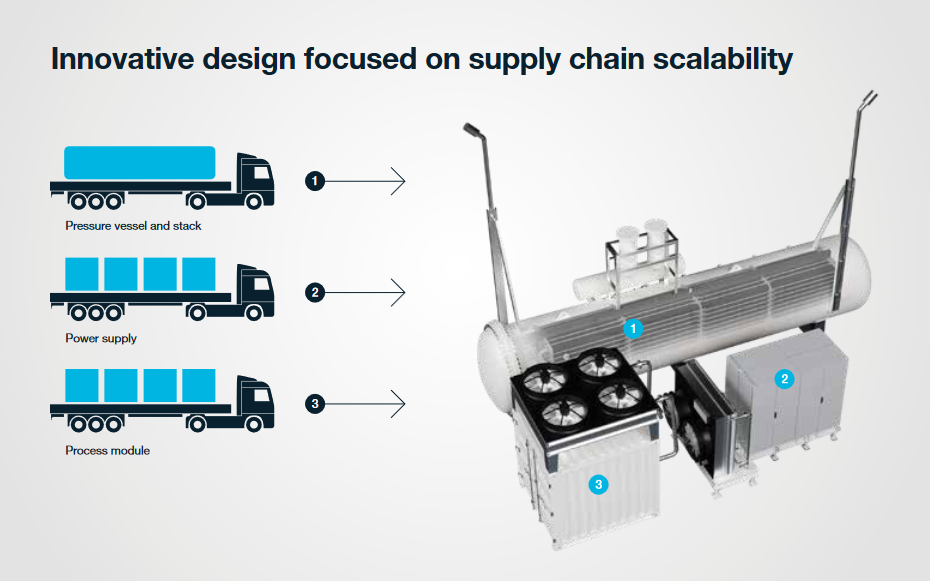 Innovative design focused on supply chain scalability
1
Pressure vessel and stack
2
Power supply
3
Process module
1
2
3